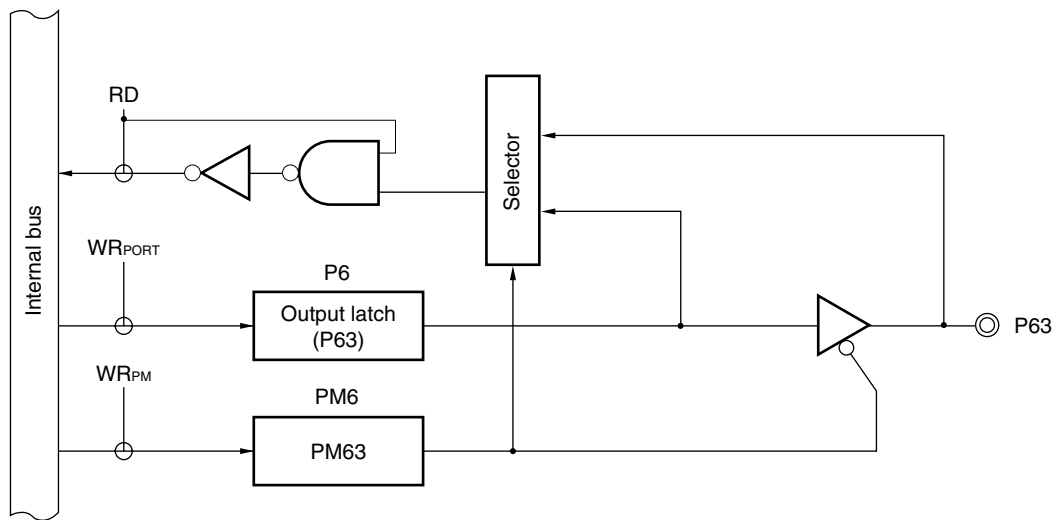 RD
Selector
Internal bus
WRPORT
P6
Output latch
(P63)
P63
WRPM
PM6
PM63